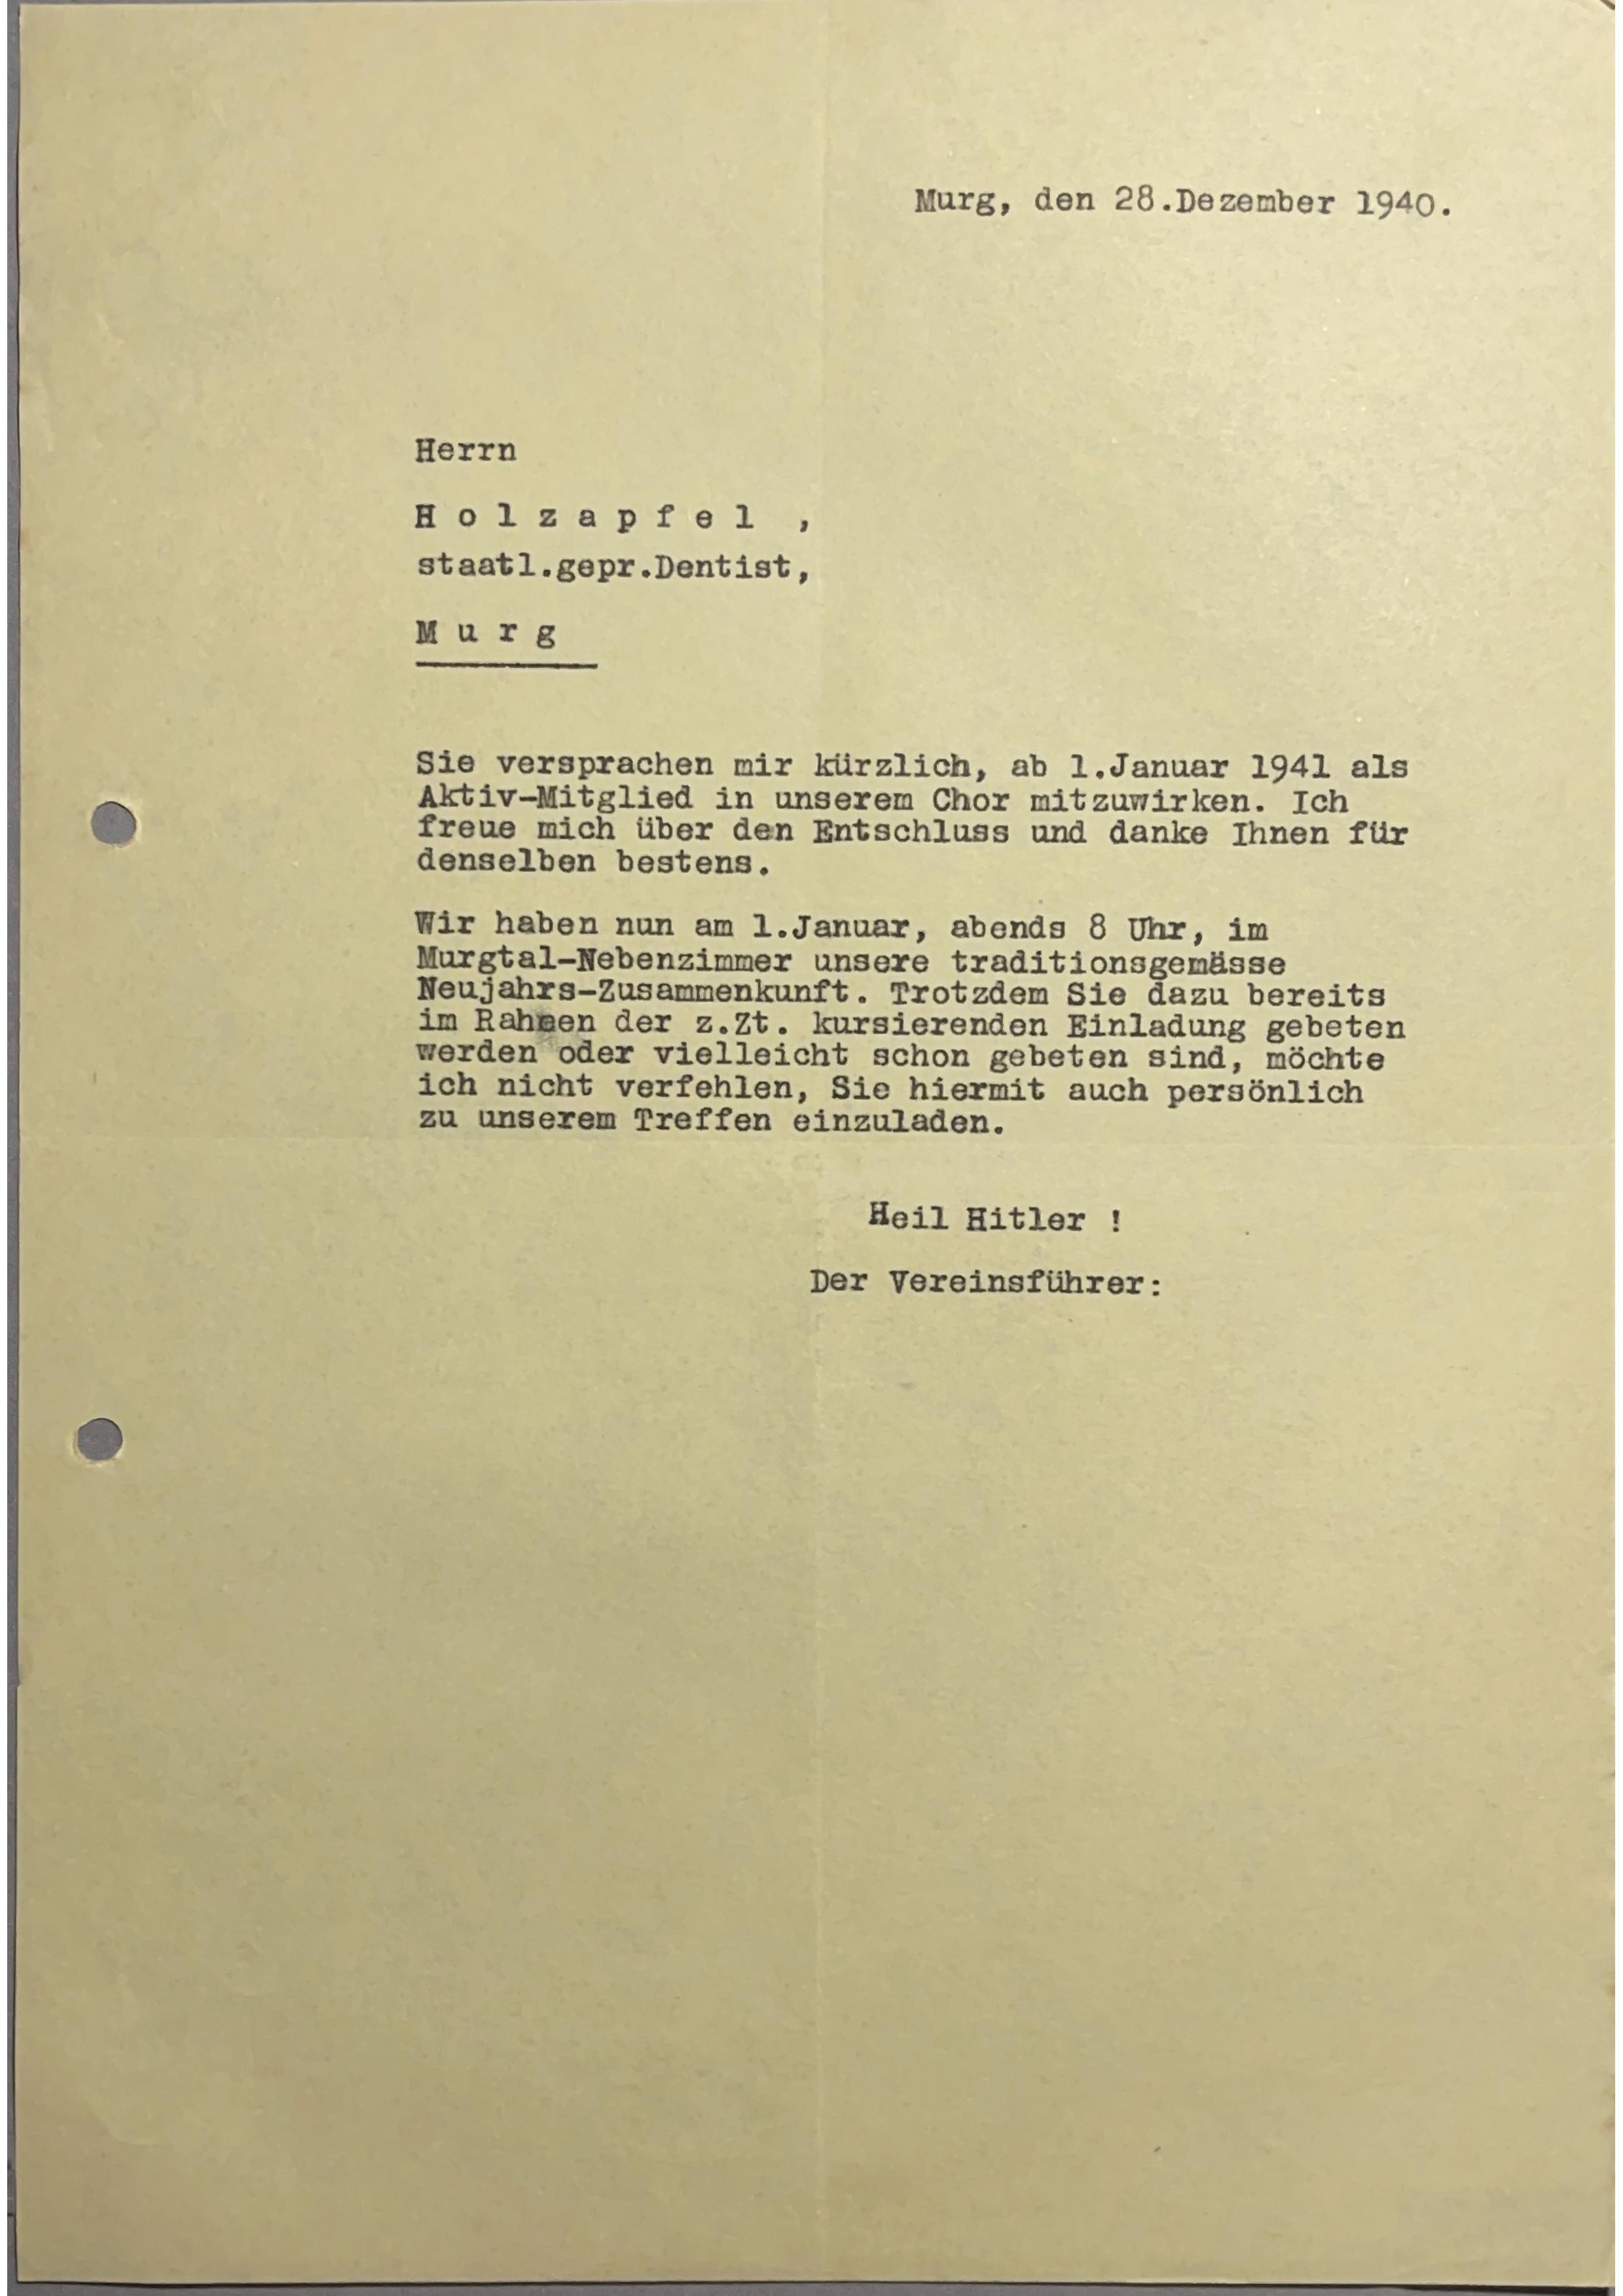 Murg, den 28.Dezember 1940.
Herrn
H o l z a p f e l ,
staatl.gepr.Dentist,
M u r g
Sie versprachen mir kürzlich, ab 1.Januar 1941 als
Aktiv-Mitglied in unserem Chor mitzuwirken. Ich
freue mich über den Entschluss und danke Ihnen für
denselben bestens.
Wir haben nun am 1.Januar, abends 8 Uhr, im
Murgtal-Nebenzimmer unsere traditionsgemässe
Neujahrs-Zusammenkunft. Trotzdem Sie dazu bereits
im Rahmen der z.Zt. kursierenden Einladung gebeten
werden oder vielleicht schon gebeten sind, möchte
ich nicht verfehlen, Sie hiermit auch persönlich
zu unserem Treffen einzuladen.
Heil Hitler !
Der Vereinsführer: